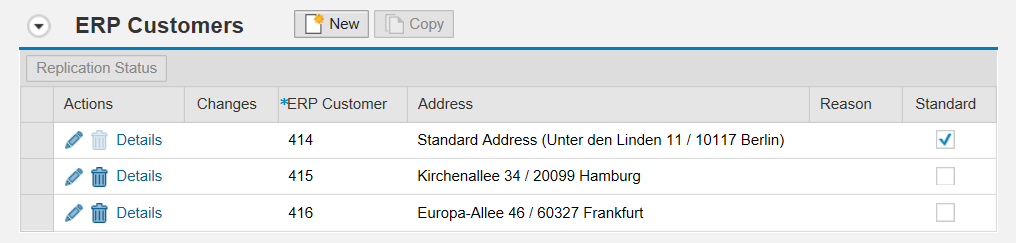 ERP Customers New Copy
Replication Status
Actions Changes *ERP Customer Address Reason Standard
Details 414 Standard Address (Unter den Linden 11 / 10117 Berlin)
Details 415 Kirchenallee 34 / 20099 Hamburg
Details 416 Europa-Allee 46 / 60327 Frankfurt